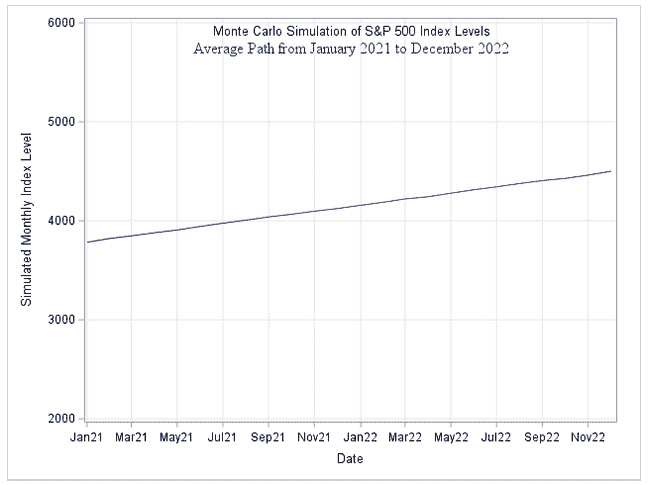 Monte Carlo Simulation of S&P 500 Index Levels
Average Path from January 2021 to December 2022
Simulated Monthly Index Level
6000
5000
4000
3000
2000
Jan21 Mar21 May21 Jul21 Sep21 Nov21 Jan22 Mar22 May22 Jul22 Sep22 Nov22
Date